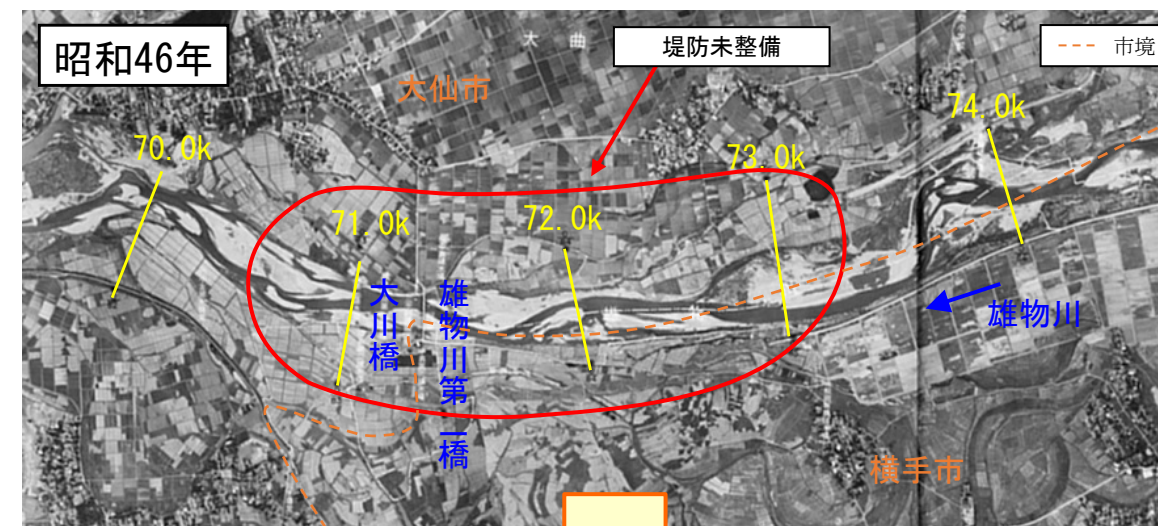 昭和46年
堤防未整備
市境
大曲
大仙市
70.0k
71.0k
72.0k
73.0k
74.0k
大川橋
雄物川第二橋
雄物川
横手市